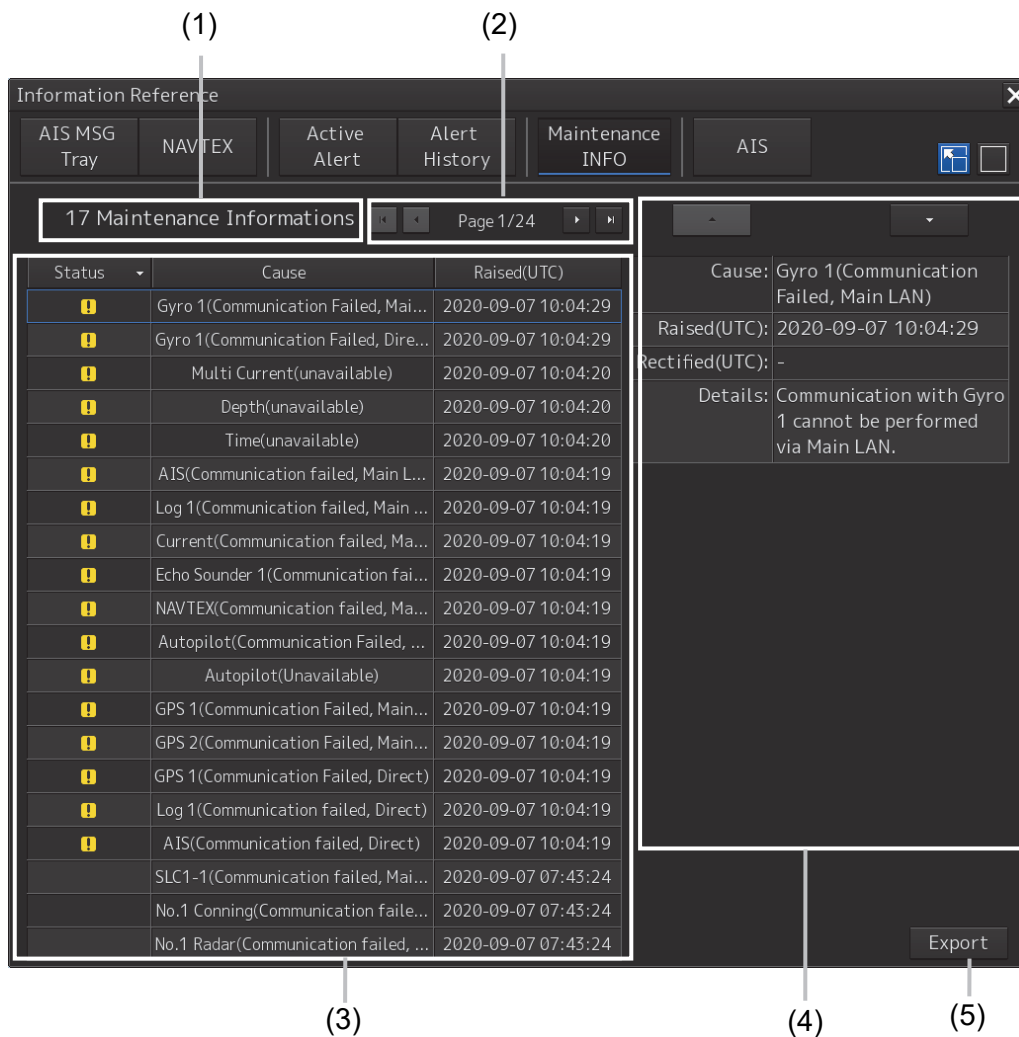 (1)
(2)
Information Reference
AIS MSG Tray
NAVTEX
Active Alert
Alert History
Maintenance INFO
AIS
17 Maintenance Informations
Page 1/24
Status Cause Raised(UTC)
Gyro 1(Communication Failed, Mai... 2020-09-07 10:04:29
Gyro 1(Communication Failed, Dire... 2020-09-07 10:04:29
Multi Current(unavailable) 2020-09-07 10:04:20
Depth(unavailable) 2020-09-07 10:04:20
Time(unavailable) 2020-09-07 10:04:20
AIS(Communication failed, Main L... 2020-09-07 10:04:19
Log 1(Communication failed, Main ... 2020-09-07 10:04:19
Current(Communication failed, Ma... 2020-09-07 10:04:19
Echo Sounder 1(Communication fai... 2020-09-07 10:04:19
NAVTEX(Communication failed, Ma... 2020-09-07 10:04:19
Autopilot(Communication Failed, ... 2020-09-07 10:04:19
Autopilot(Unavailable) 2020-09-07 10:04:19
GPS 1(Communication Failed, Main... 2020-09-07 10:04:19
GPS 2(Communication Failed, Main... 2020-09-07 10:04:19
GPS 1(Communication Failed, Direct) 2020-09-07 10:04:19
Log 1(Communication failed, Direct) 2020-09-07 10:04:19
AIS(Communication failed, Direct) 2020-09-07 10:04:19
SLC1-1(Communication failed, Mai... 2020-09-07 07:43:24
No.1 Conning(Communication faile... 2020-09-07 07:43:24
No.1 Radar(Communication failed, ... 2020-09-07 07:43:24
Cause: Gyro 1(Communication
Failed, Main LAN)
Raised(UTC): 2020-09-07 10:04:29
Rectified(UTC): -
Details: Communication with Gyro
1 cannot be performed
via Main LAN.
Export
(3)
(4)
(5)